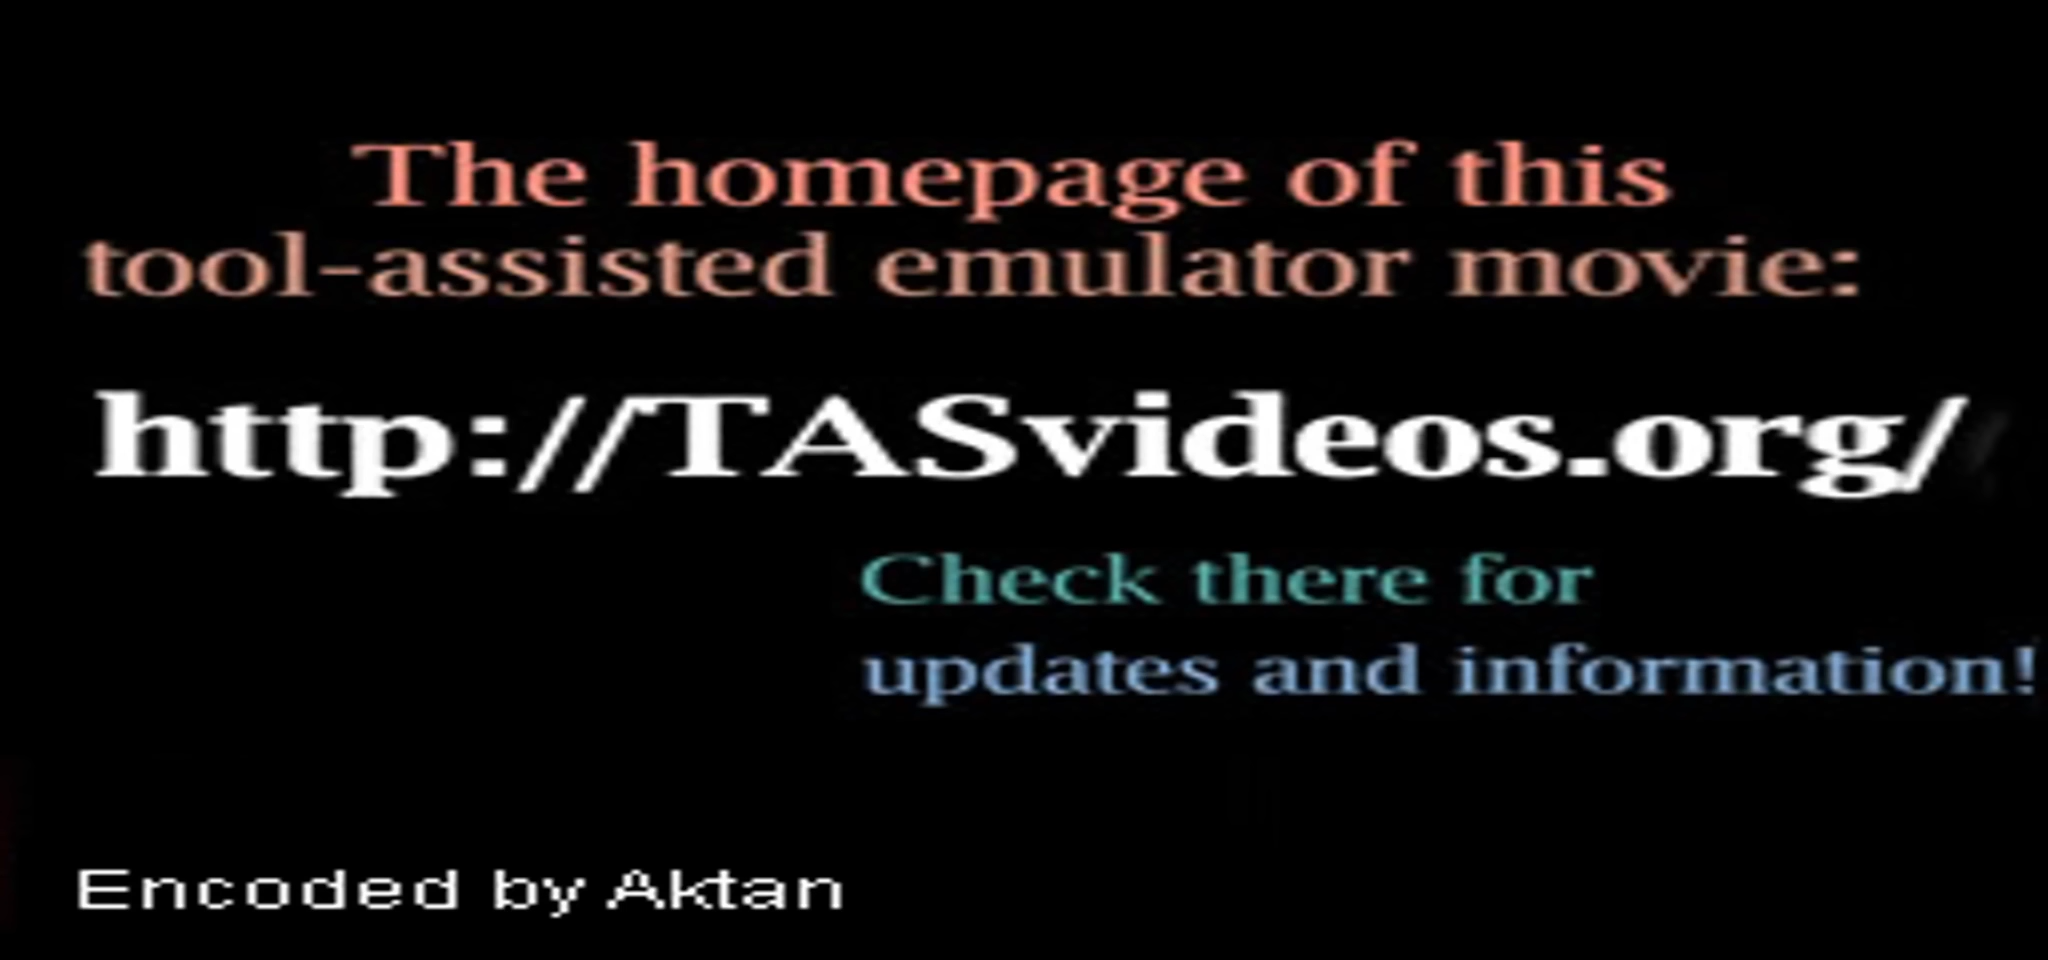 The homepage of this
tool-assisted emulator movie:
http://TASvideos.org/
Check there for
updates and information!
Encoded by Aktan